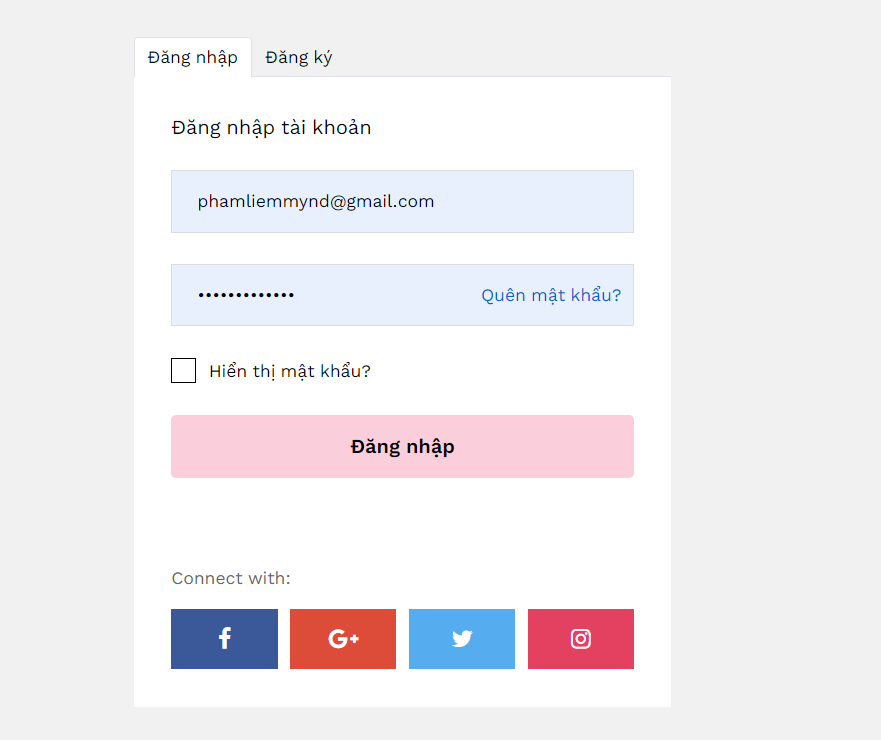 Đăng nhập Đăng ký
Đăng nhập tài khoản
phamliemmynd@gmail.com
••••••••••••• Quên mật khẩu?
Hiển thị mật khẩu?
Đăng nhập
Connect with: